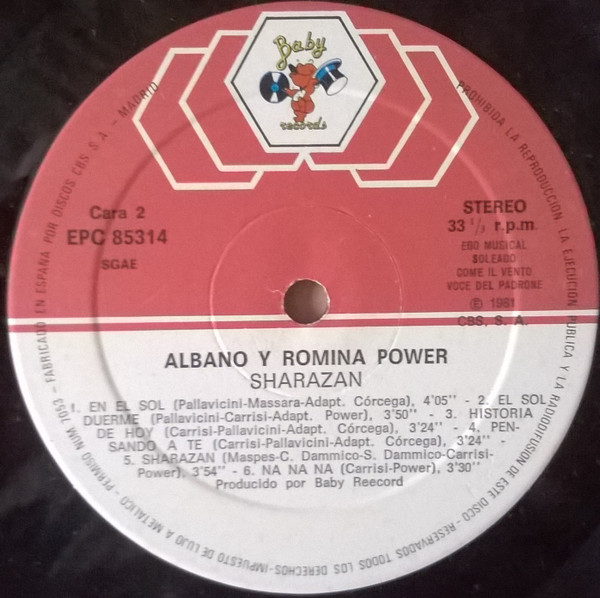 Baby
records
Cara 2
EPC 85314
SGAE
STEREO
33 1/3 r.p.m.
EBO MUSICAL
SOLEADO
COME IL VENTO
VOCE DEL PADRONE
Ⓟ 1981
CBS, S. A.
ALBANO Y ROMINA POWER
SHARAZAN
1. EN EL SOL (Pallavicini-Massara-Adapt. Córcega), 4'05'' - 2. EL SOL
DUERME (Pallavicini-Carrisi-Adapt. Power), 3'50'' - 3. HISTORIA
DE HOY (Carrisi-Pallavicini-Adapt. Córcega), 3'24'' - 4. PEN-
SANDO A TE (Carrisi-Pallavicini-Adapt. Córcega), 3'24'' -
5. SHARAZAN (Maspes-C. Dammico-S. Dammico-Carrisi-
Power), 3'54'' - 6. NA NA NA (Carrisi-Power), 3'30''
Producido por Baby Reecord
PROHIBIDA LA REPRODUCCION, LA EJECUCION PUBLICA Y LA RADIODIFUSION DE ESTE DISCO - RESERVADOS TODOS LOS DERECHOS-IMPUESTO DE LUJO A METALICO - PERMISO NUM. 7653 - FABRICADO EN ESPAÑA POR DISCOS CBS S. A. - MADRID